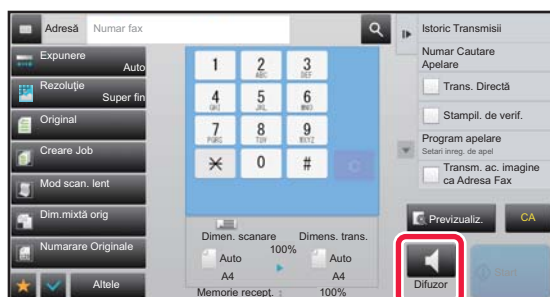 Adresă
Numar fax
Expunere
Auto
Rezoluţie
Super fin
Original
Creare Job
Mod scan. lent
Dim.mixtă orig
Numarare Originale
Altele
1
2
ABC
3
DEF
4
GHI
5
JKL
6
MNO
7
PQRS
8
TUV
9
WXYZ
0
#
Dimen. scanare
Dimens. trans.
100%
Auto
Auto
A4
A4
Memorie recept. :
100%
Istoric Transmisii
Numar Cautare
Apelare
Trans. Directă
Stampil. de verif.
Program apelare
Setari inreg. de apel
Transm. ac. imagine
ca Adresa Fax
Previzualiz.
CA
Difuzor
Start